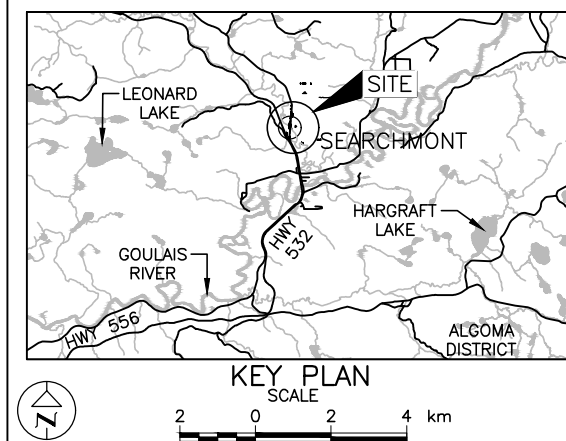 LEONARD
LAKE
SITE
SEARCHMONT
HARGRAFT
LAKE
HWY 532
GOULAIS
RIVER
HWY 556
ALGOMA
DISTRICT
KEY PLAN
SCALE
N
2 0 2 4 km